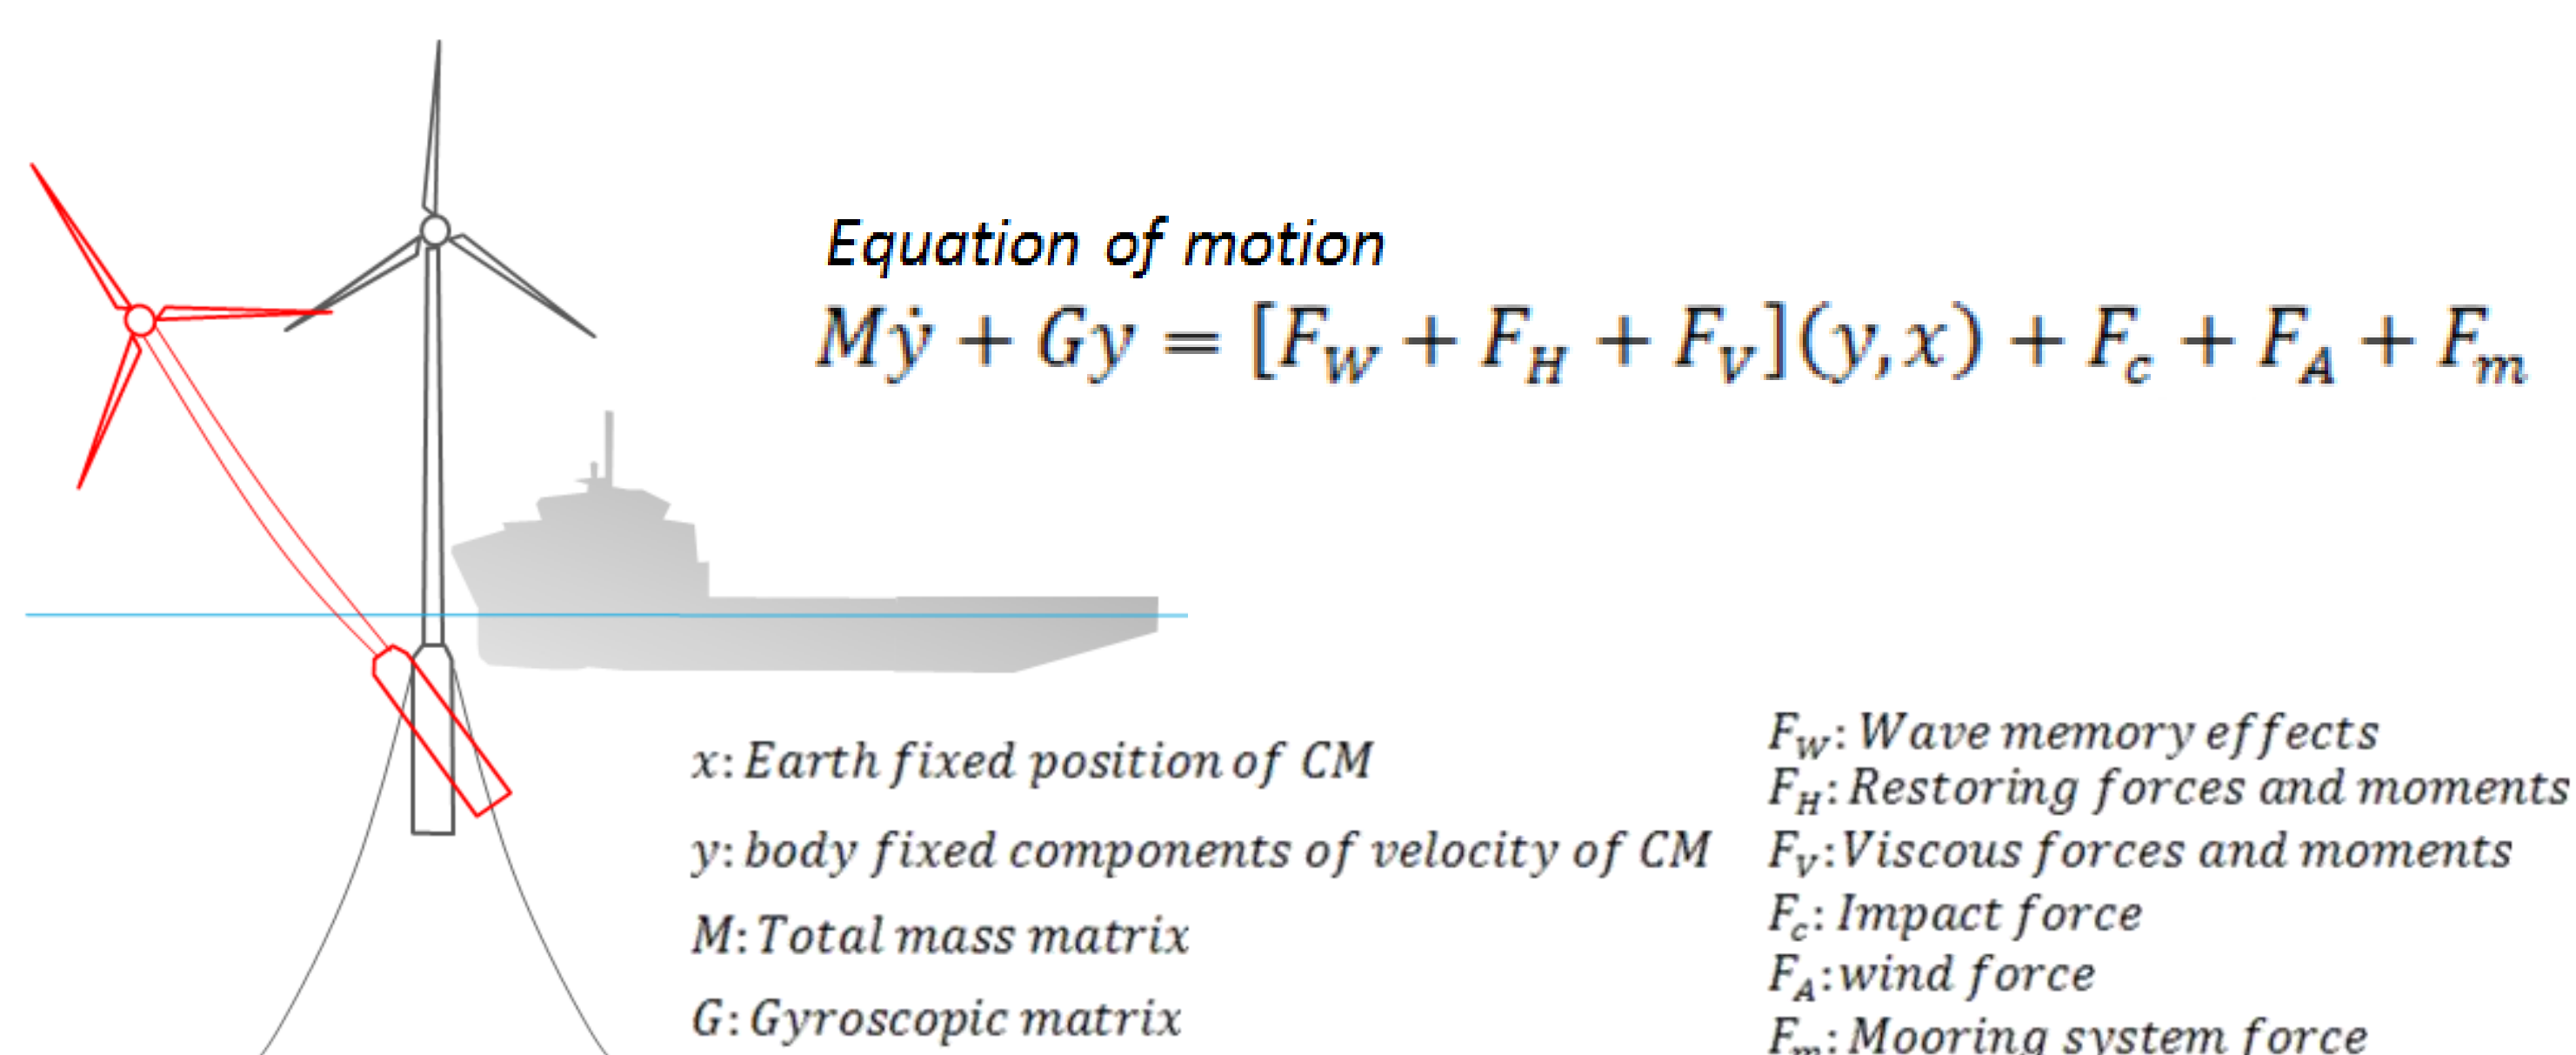 Equation of motion
Mẏ + Gy = [F_W + F_H + F_V](y,x) + F_c + F_A + F_m
x: Earth fixed position of CM
y: body fixed components of velocity of CM
M: Total mass matrix
G: Gyroscopic matrix
F_W: Wave memory effects
F_H: Restoring forces and moments
F_V: Viscous forces and moments
F_c: Impact force
F_A: wind force
F_m: Mooring system force